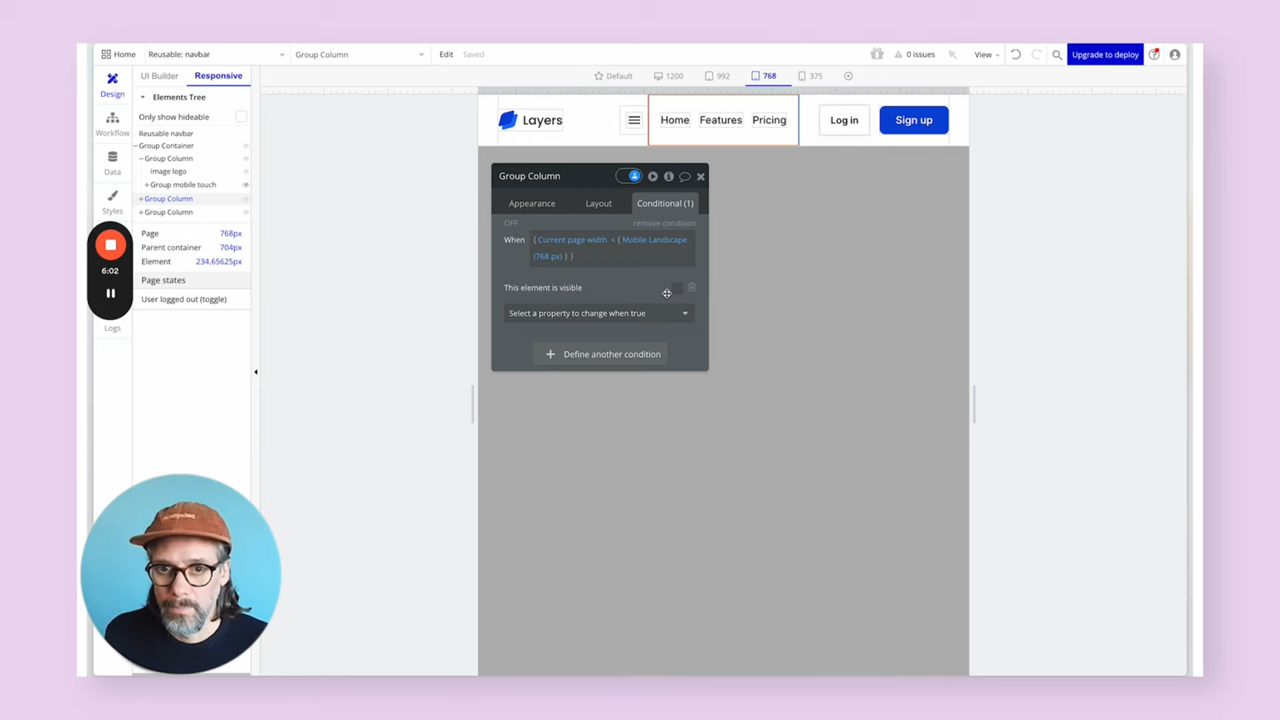 Home
Reusable: navbar
Group Column
Edit
Saved
0 issues
View
Upgrade to deploy
Design
Workflow
Data
Styles
Logs
UI Builder
Responsive
Elements Tree
Only show hideable
Reusable navbar
Group Container
Group Column
Image logo
Group mobile touch
Group Column
Group Column
Page 768px
Parent container 704px
Element 234.65625px
Page states
User logged out (toggle)
6:02
Default
1200
992
768
375
Layers
Home
Features
Pricing
Log in
Sign up
Group Column
Appearance
Layout
Conditional (1)
OFF
remove condition
When ( Current page width < ( Mobile Landscape
(768 px) ) )
This element is visible
Select a property to change when true
Define another condition